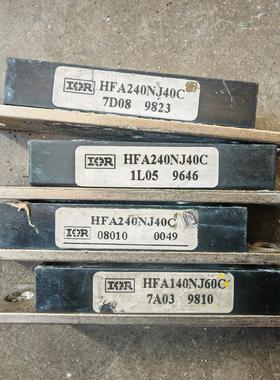 IOR HFA240NJ40C
7D08 9823
IOR HFA240NJ40C
1L05 9646
IOR HFA240NJ40C
08010 0049
IOR HFA140NJ60C
7A03 9810